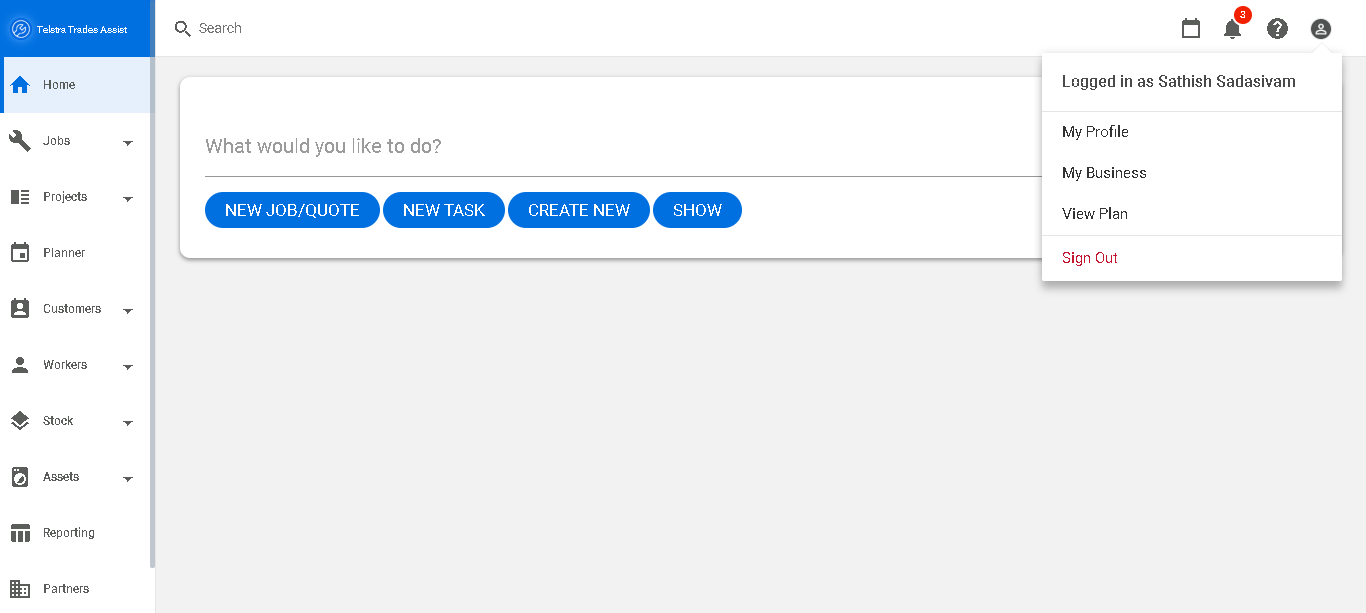 Telstra Trades Assist
Search
3
Home
Jobs
Projects
Planner
Customers
Workers
Stock
Assets
Reporting
Partners
What would you like to do?
NEW JOB/QUOTE
NEW TASK
CREATE NEW
SHOW
Logged in as Sathish Sadasivam
My Profile
My Business
View Plan
Sign Out